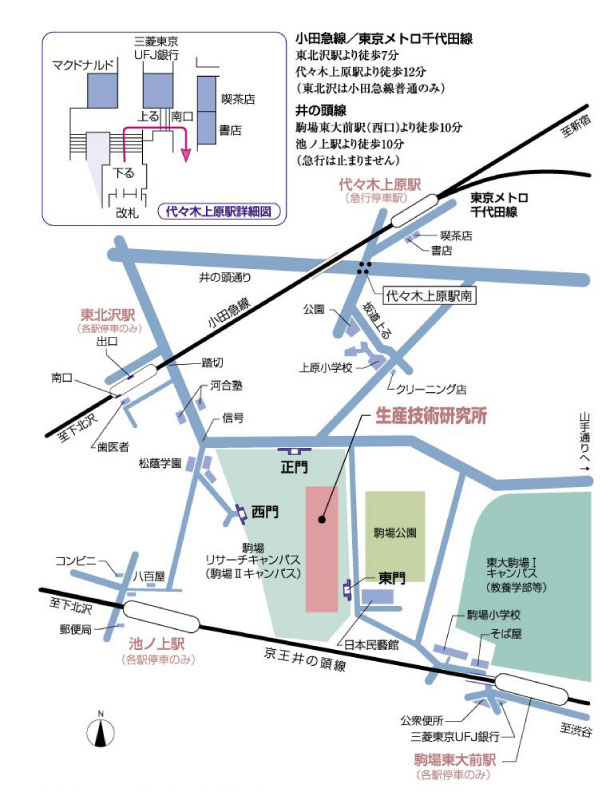 三菱東京
UFJ銀行
マクドナルド
喫茶店
上る
南口
書店
下る
改札
代々木上原駅詳細図
小田急線／東京メトロ千代田線
東北沢駅より徒歩7分
代々木上原駅より徒歩12分
（東北沢は小田急線普通のみ）
井の頭線
駒場東大前駅（西口）より徒歩10分
池ノ上駅より徒歩10分
（急行は止まりません）
至新宿
代々木上原駅
（急行停車駅）
東京メトロ
千代田線
喫茶店
書店
井の頭通り
代々木上原駅南
小田急線
公園
坂道上る
東北沢駅
（各駅停車のみ）
出口
踏切
上原小学校
南口
河合塾
クリーニング店
至下北沢
歯医者
信号
生産技術研究所
山手通りへ→
正門
松蔭学園
西門
駒場公園
駒場
リサーチキャンパス
（駒場Ⅱキャンパス）
東大駒場Ⅰ
キャンパス
（教養学部等）
コンビニ
八百屋
東門
至下北沢
駒場小学校
そば屋
郵便局
池ノ上駅
（各駅停車のみ）
日本民藝館
京王井の頭線
N
公衆便所
三菱東京UFJ銀行
至渋谷
駒場東大前駅
（各駅停車のみ）